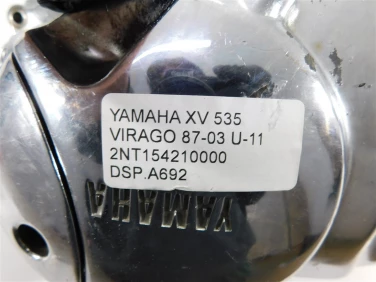 YAMAHA XV 535
VIRAGO 87-03 U-11
2NT154210000
DSP.A692
YAMAHA